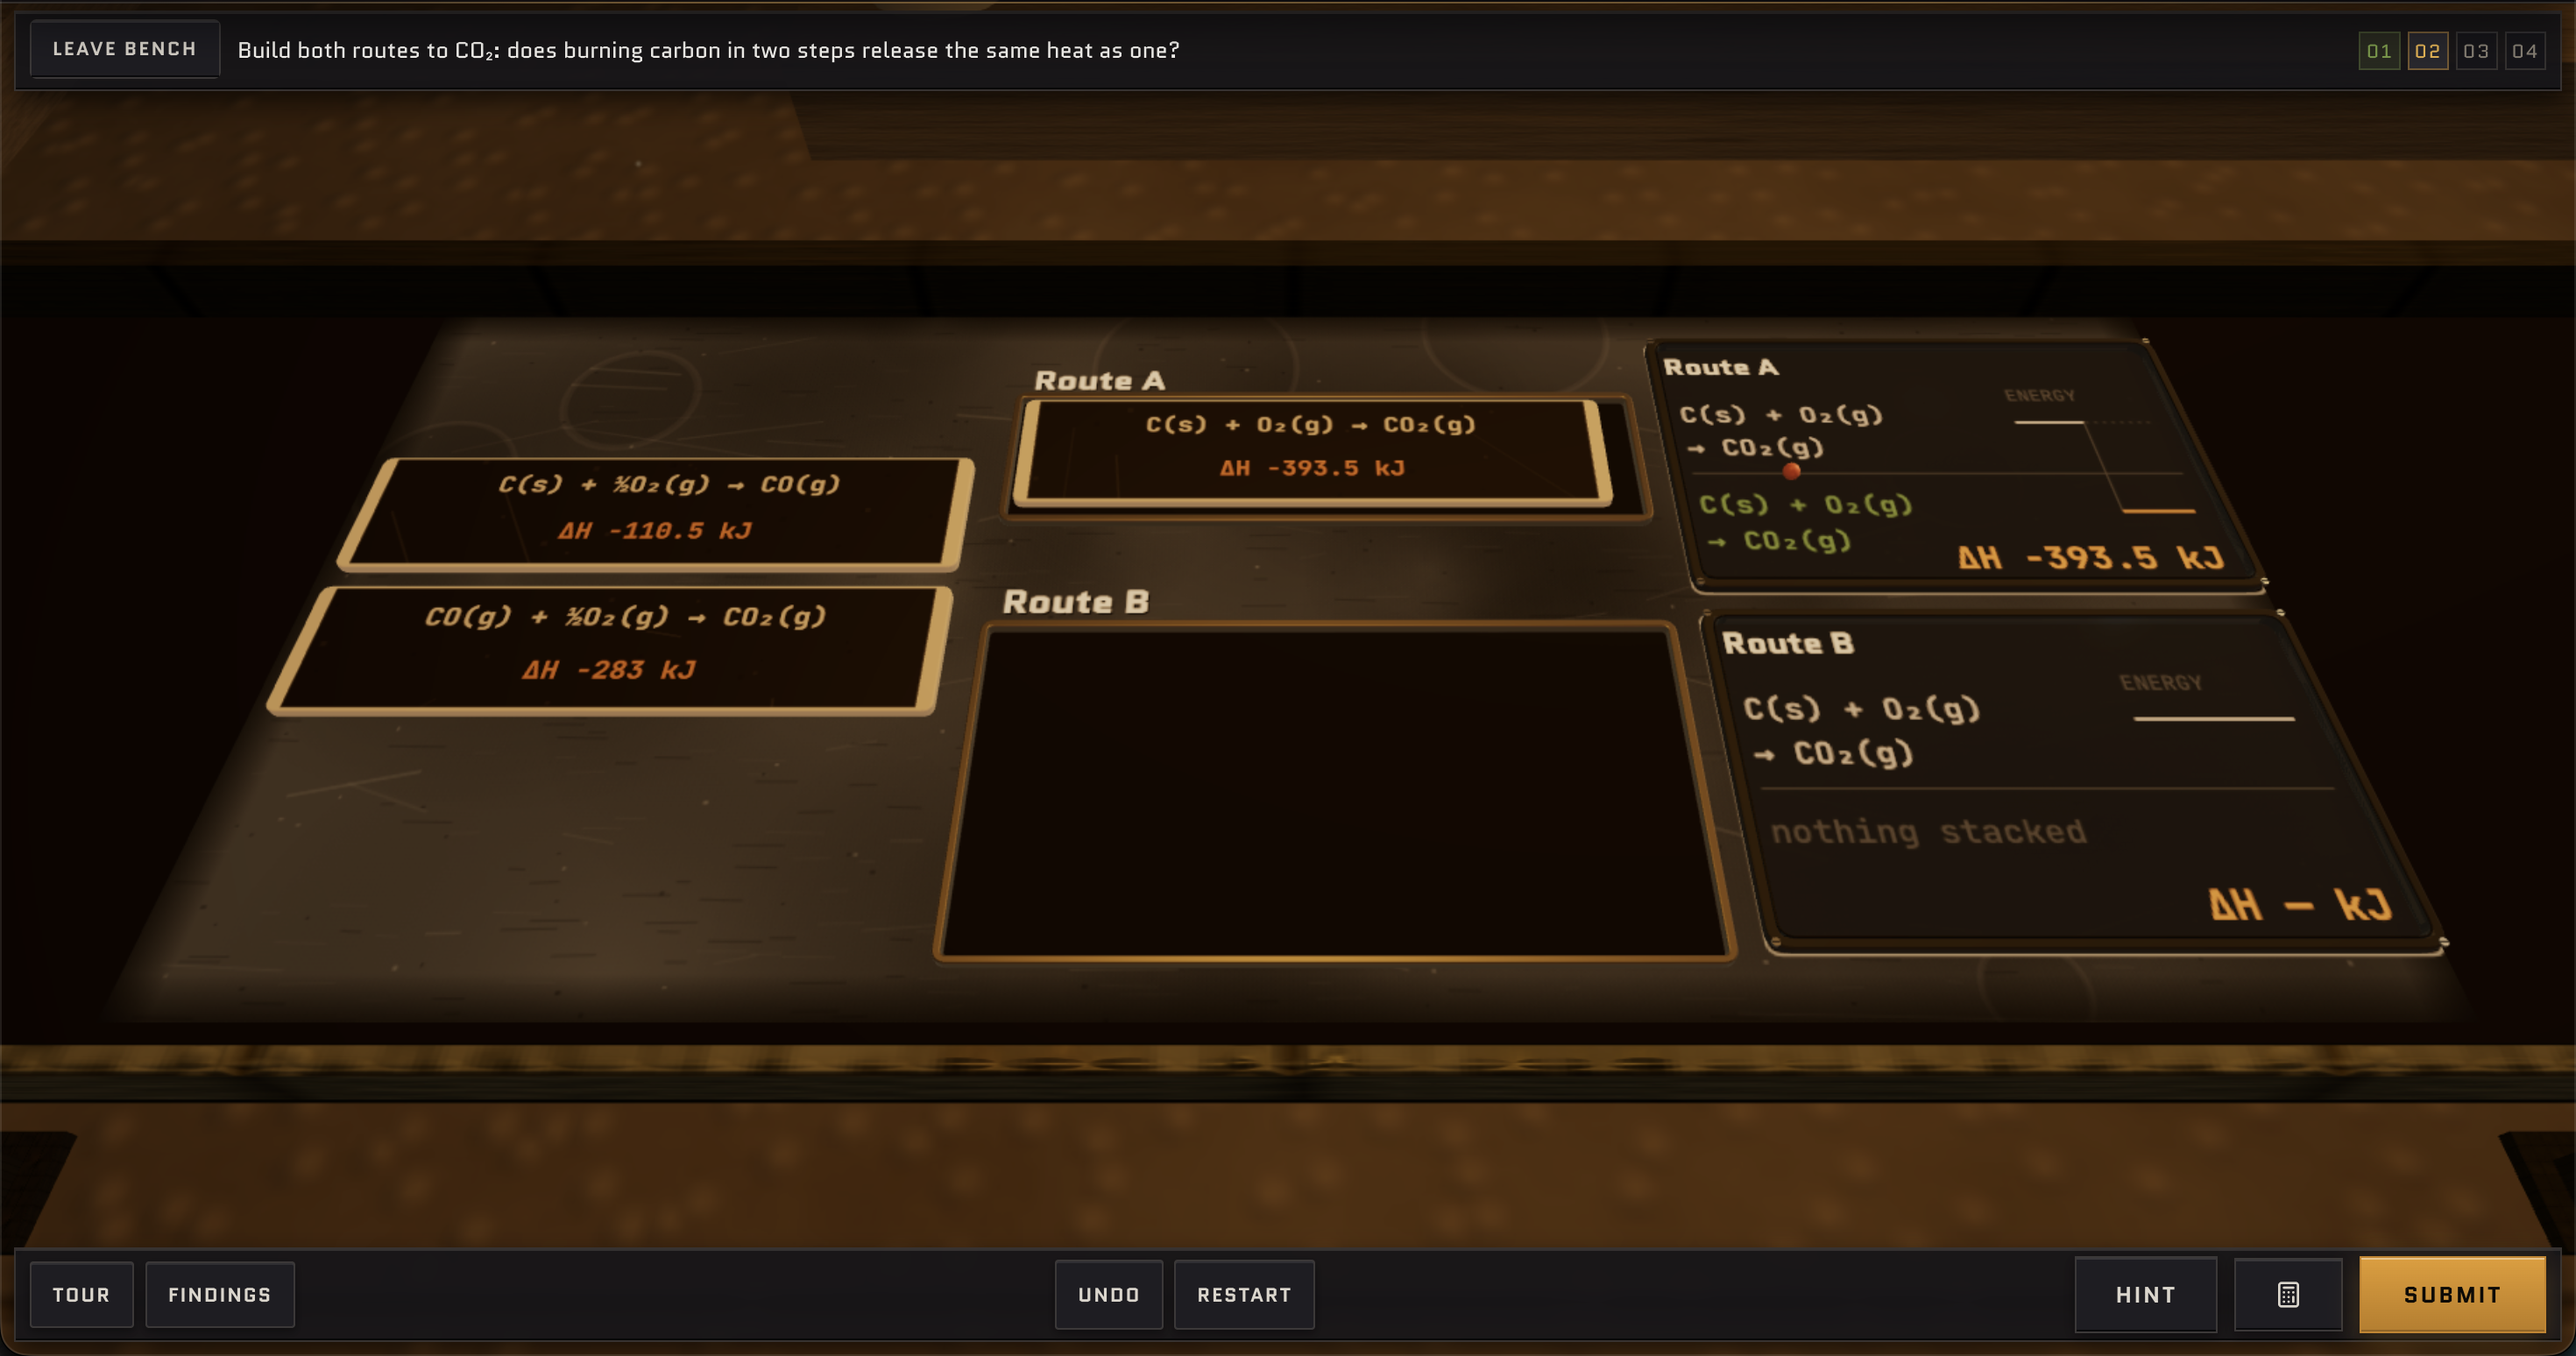 LEAVE BENCH
Build both routes to CO₂: does burning carbon in two steps release the same heat as one?
01 02 03 04
Route A
C(s) + O₂(g) → CO₂(g)
ΔH -393.5 kJ
C(s) + ½O₂(g) → CO(g)
ΔH -110.5 kJ
CO(g) + ½O₂(g) → CO₂(g)
ΔH -283 kJ
Route B
Route A
ENERGY
C(s) + O₂(g)
→ CO₂(g)
C(s) + O₂(g)
→ CO₂(g)
ΔH -393.5 kJ
Route B
ENERGY
C(s) + O₂(g)
→ CO₂(g)
nothing stacked
ΔH — kJ
TOUR
FINDINGS
UNDO
RESTART
HINT
SUBMIT